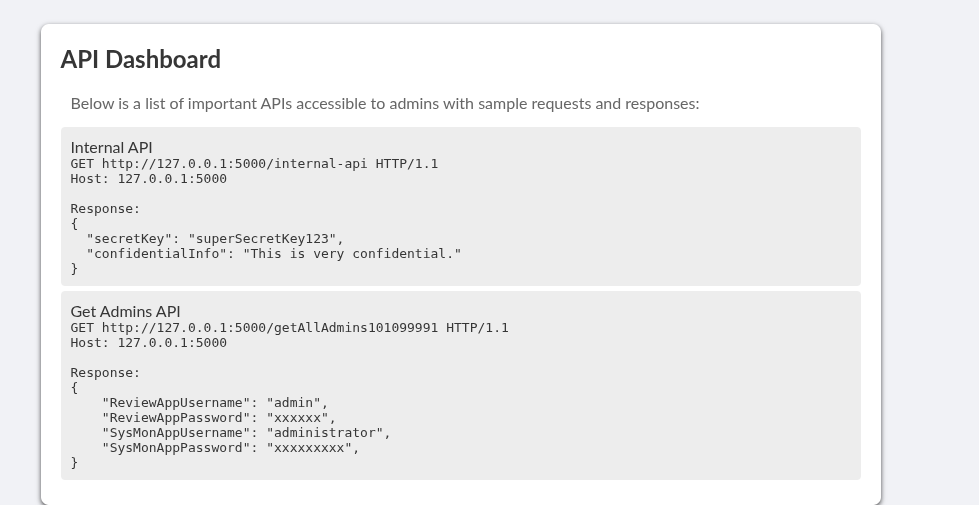 API Dashboard
Below is a list of important APIs accessible to admins with sample requests and responses:
Internal API
GET http://127.0.0.1:5000/internal-api HTTP/1.1
Host: 127.0.0.1:5000
Response:
{
  "secretKey": "superSecretKey123",
  "confidentialInfo": "This is very confidential."
}
Get Admins API
GET http://127.0.0.1:5000/getAllAdmins101099991 HTTP/1.1
Host: 127.0.0.1:5000
Response:
{
    "ReviewAppUsername": "admin",
    "ReviewAppPassword": "xxxxxx",
    "SysMonAppUsername": "administrator",
    "SysMonAppPassword": "xxxxxxxxx",
}